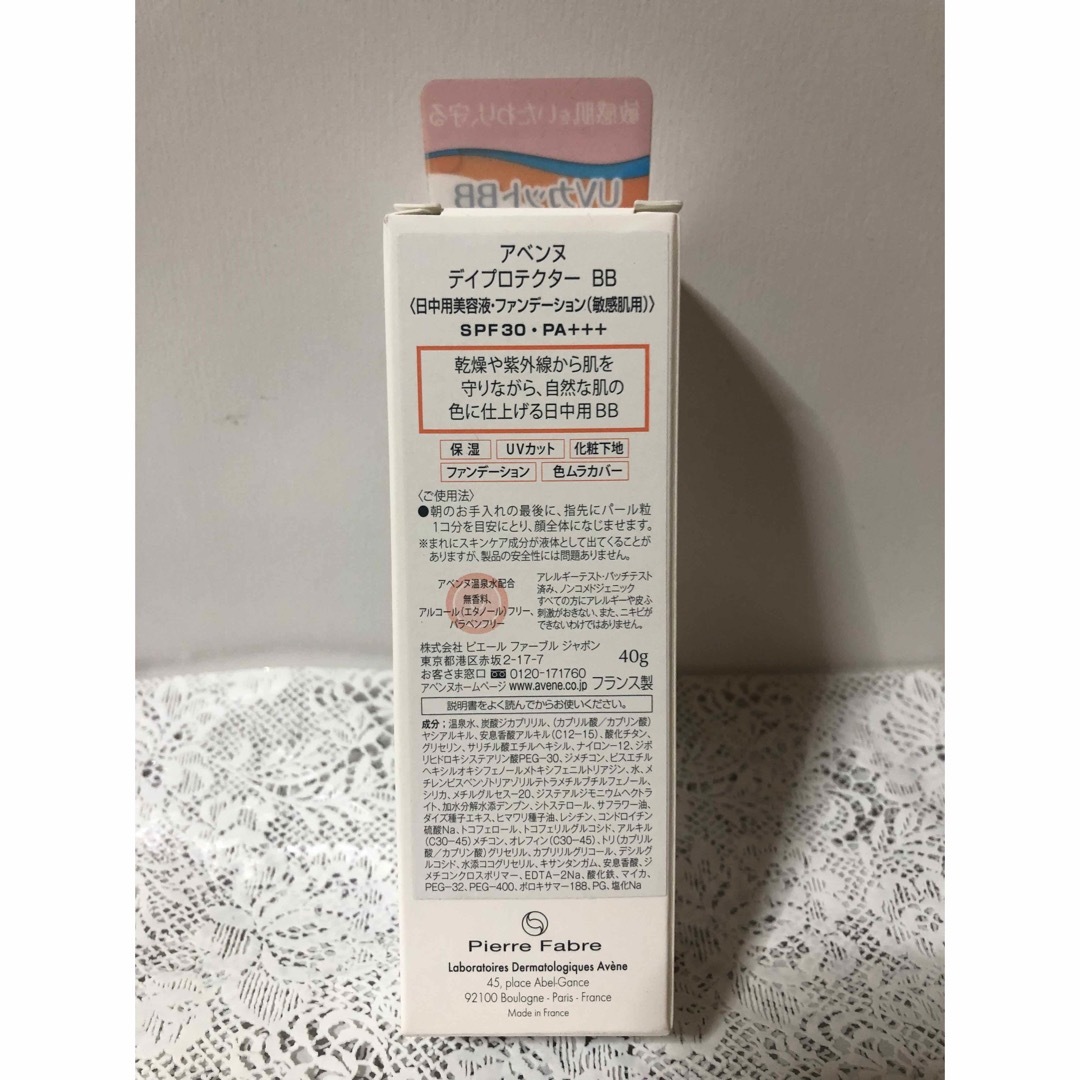 敏感肌をいたわり、守る
UVカットBB
アベンヌ
デイプロテクター BB
〈日中用美容液・ファンデーション(敏感肌用)〉
SPF30・PA+++
乾燥や紫外線から肌を
守りながら、自然な肌の
色に仕上げる日中用BB
保湿 UVカット 化粧下地
ファンデーション 色ムラカバー
〈ご使用法〉
●朝のお手入れの最後に、指先にパール粒
1コ分を目安にとり、顔全体になじませます。
※まれにスキンケア成分が液体として出てくることが
ありますが、製品の安全性には問題ありません。
アベンヌ温泉水配合
無香料、
アルコール(エタノール)フリー、
パラベンフリー
アレルギーテスト・パッチテスト
済み、ノンコメドジェニック
すべての方にアレルギーや皮ふ
刺激がおきない、また、ニキビが
できないわけではありません。
株式会社 ピエール ファーブル ジャポン
東京都港区赤坂2-17-7
40g
お客さま窓口 0120-171760
アベンヌホームページ www.avene.co.jp フランス製
説明書をよく読んでからお使いください。
成分:温泉水、炭酸ジカプリリル、(カプリル酸/カプリン酸)
ヤシアルキル、安息香酸アルキル(C12-15)、酸化チタン、
グリセリン、サリチル酸エチルヘキシル、ナイロン-12、ジポ
リヒドロキシステアリン酸PEG-30、ジメチコン、ビスエチル
ヘキシルオキシフェノールメトキシフェニルトリアジン、水、メ
チレンビスベンゾトリアゾリルテトラメチルブチルフェノール、
シリカ、メチルグルセス-20、ジステアルジモニウムヘクトラ
イト、加水分解水添デンプン、シトステロール、サフラワー油、
ダイズ種子エキス、ヒマワリ種子油、レシチン、コンドロイチン
硫酸Na、トコフェロール、トコフェリルグルコシド、アルキル
(C30-45)メチコン、オレフィン(C30-45)、トリ(カプリル
酸/カプリン酸)グリセリル、カプリリルグリコール、デシルグ
ルコシド、水添ココグリセリル、キサンタンガム、安息香酸、ジ
メチコンクロスポリマー、EDTA-2Na、酸化鉄、マイカ、
PEG-32、PEG-400、ポロキサマー188、PG、塩化Na
Pierre Fabre
Laboratoires Dermatologiques Avène
45, place Abel-Gance
92100 Boulogne - Paris - France
Made in France